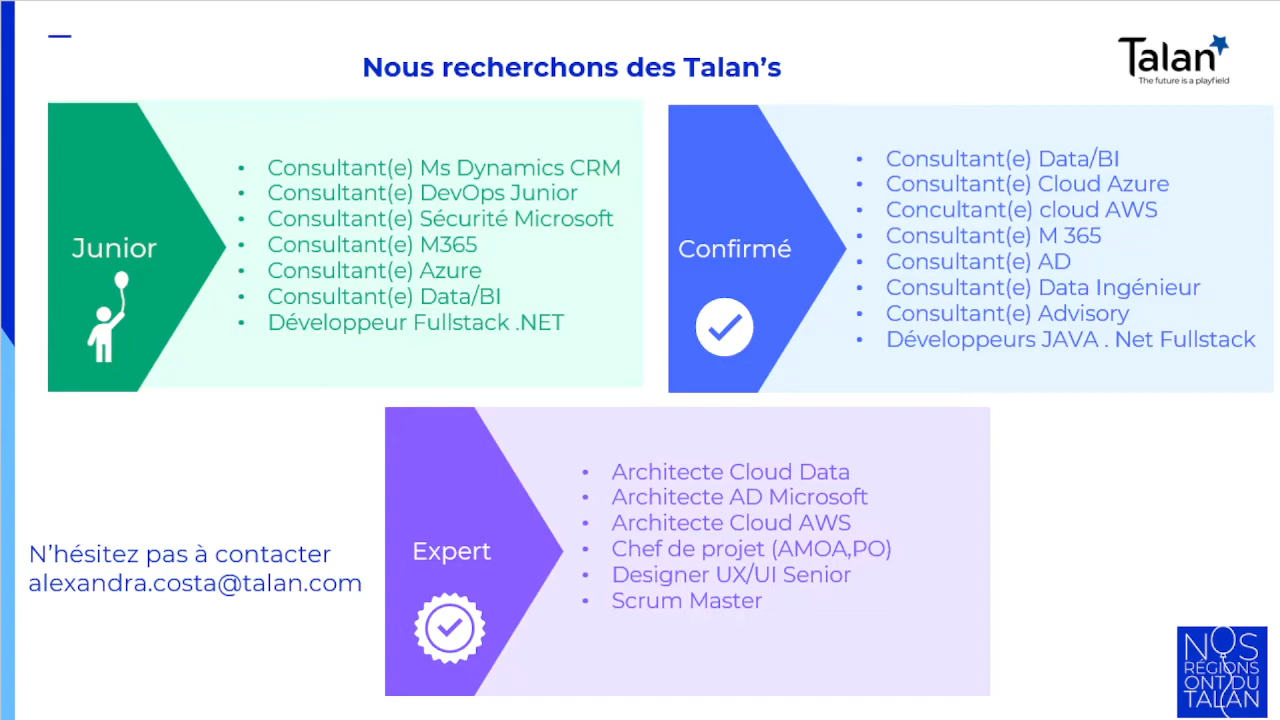 Nous recherchons des Talan's
Talan
The future is a playfield
Junior
• Consultant(e) Ms Dynamics CRM
• Consultant(e) DevOps Junior
• Consultant(e) Sécurité Microsoft
• Consultant(e) M365
• Consultant(e) Azure
• Consultant(e) Data/BI
• Développeur Fullstack .NET
Confirmé
• Consultant(e) Data/BI
• Consultant(e) Cloud Azure
• Concultant(e) cloud AWS
• Consultant(e) M 365
• Consultant(e) AD
• Consultant(e) Data Ingénieur
• Consultant(e) Advisory
• Développeurs JAVA . Net Fullstack
Expert
• Architecte Cloud Data
• Architecte AD Microsoft
• Architecte Cloud AWS
• Chef de projet (AMOA,PO)
• Designer UX/UI Senior
• Scrum Master
N'hésitez pas à contacter
alexandra.costa@talan.com
NOS
RÉGIONS
ONT DU
TALAN